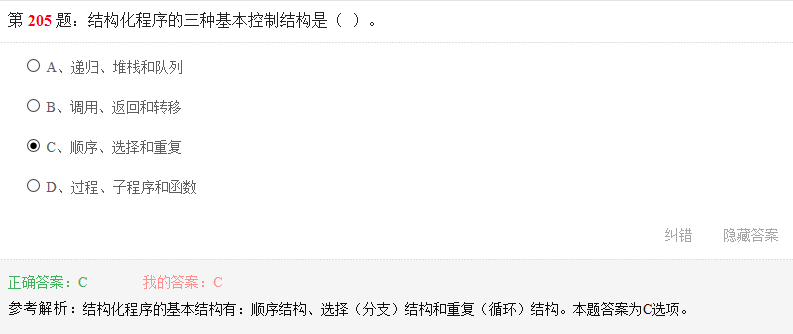 第 205 题：结构化程序的三种基本控制结构是（ ）。
A、递归、堆栈和队列
B、调用、返回和转移
C、顺序、选择和重复
D、过程、子程序和函数
纠错 隐藏答案
正确答案：C 我的答案：C
参考解析：结构化程序的基本结构有：顺序结构、选择（分支）结构和重复（循环）结构。本题答案为C选项。